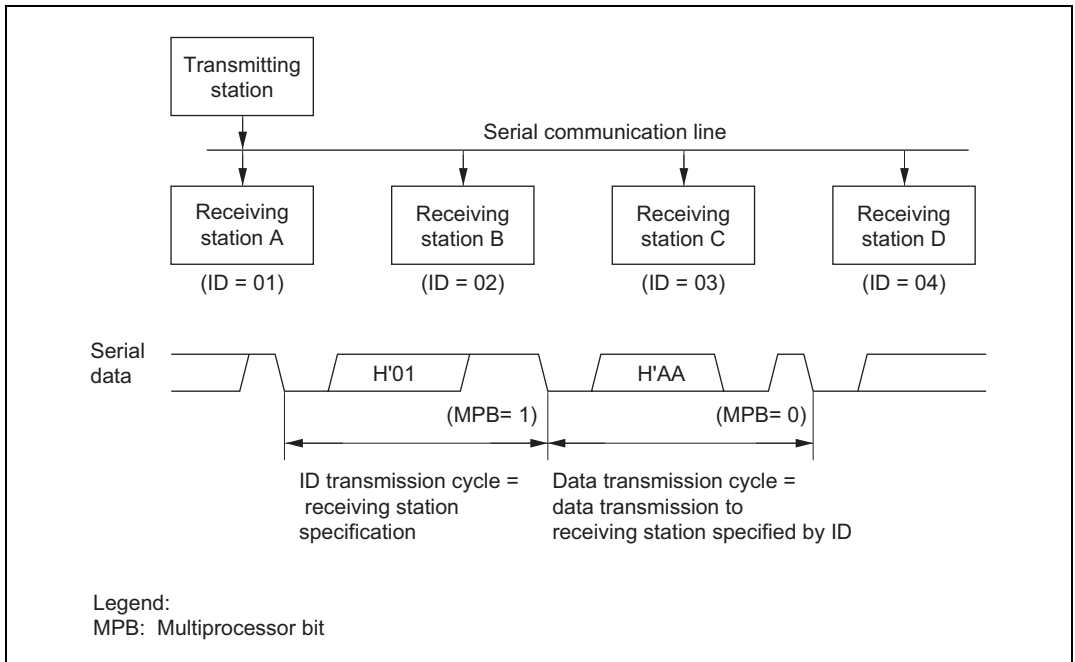 Transmitting
station
Serial communication line
Receiving
station A
Receiving
station B
Receiving
station C
Receiving
station D
(ID = 01)
(ID = 02)
(ID = 03)
(ID = 04)
Serial
data
H'01
H'AA
(MPB= 1)
(MPB= 0)
ID transmission cycle =
receiving station
specification
Data transmission cycle =
data transmission to
receiving station specified by ID
Legend:
MPB: Multiprocessor bit